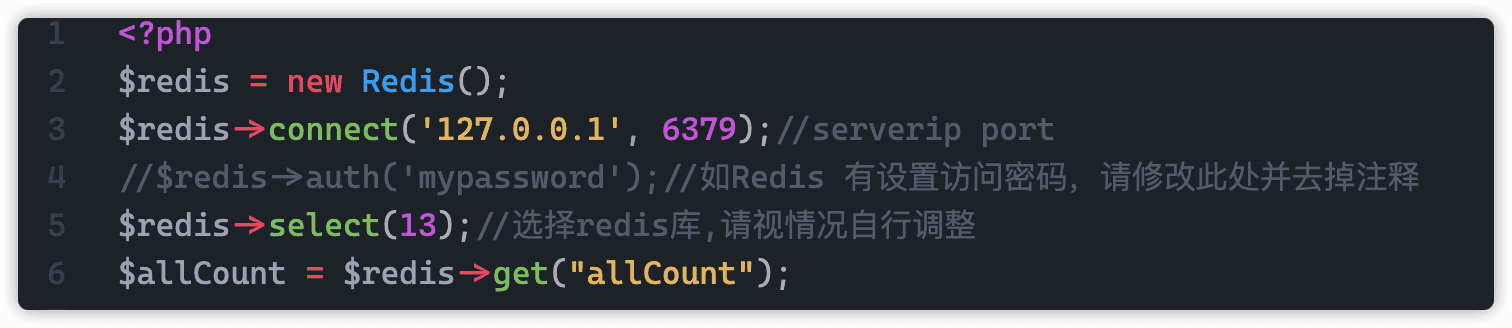 1 <?php
2 $redis = new Redis();
3 $redis->connect('127.0.0.1', 6379);//serverip port
4 //$redis->auth('mypassword');//如Redis 有设置访问密码, 请修改此处并去掉注释
5 $redis->select(13);//选择redis库,请视情况自行调整
6 $allCount = $redis->get("allCount");